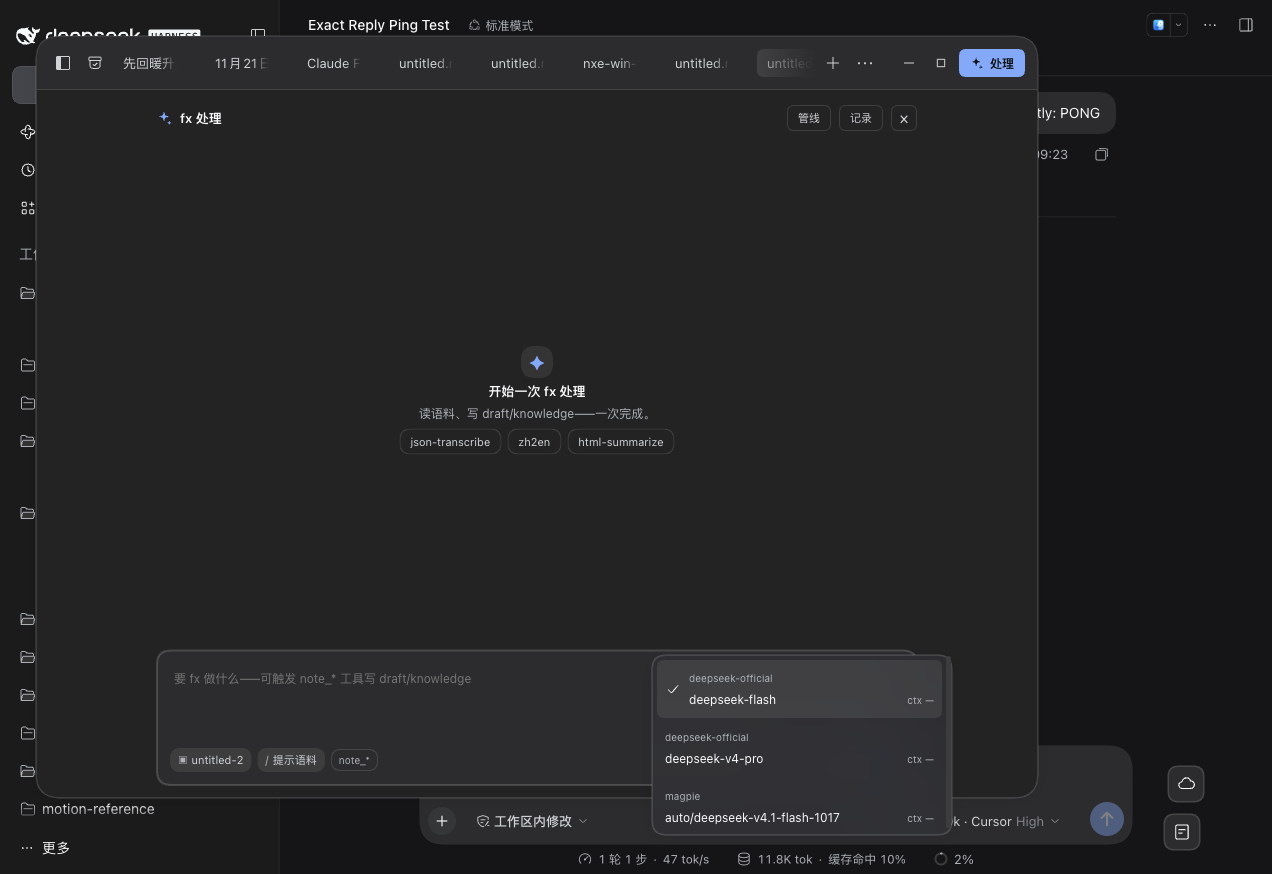 deepseek HARNESS
Exact Reply Ping Test 标准模式
先回暖升 11月21日 Claude F untitled. untitled. nxe-win- untitled. untitled 处理
fx 处理
管线 记录
tly: PONG
09:23
工作
开始一次 fx 处理
读语料、写 draft/knowledge——一次完成。
json-transcribe zh2en html-summarize
要 fx 做什么——可触发 note_* 工具写 draft/knowledge
untitled-2 / 提示语料 note_*
deepseek-official
deepseek-flash ctx —
deepseek-official
deepseek-v4-pro ctx —
magpie
auto/deepseek-v4.1-flash-1017 ctx —
motion-reference
更多
工作区内修改 k · Cursor High
1 轮 1 步 · 47 tok/s 11.8K tok · 缓存命中 10% 2%